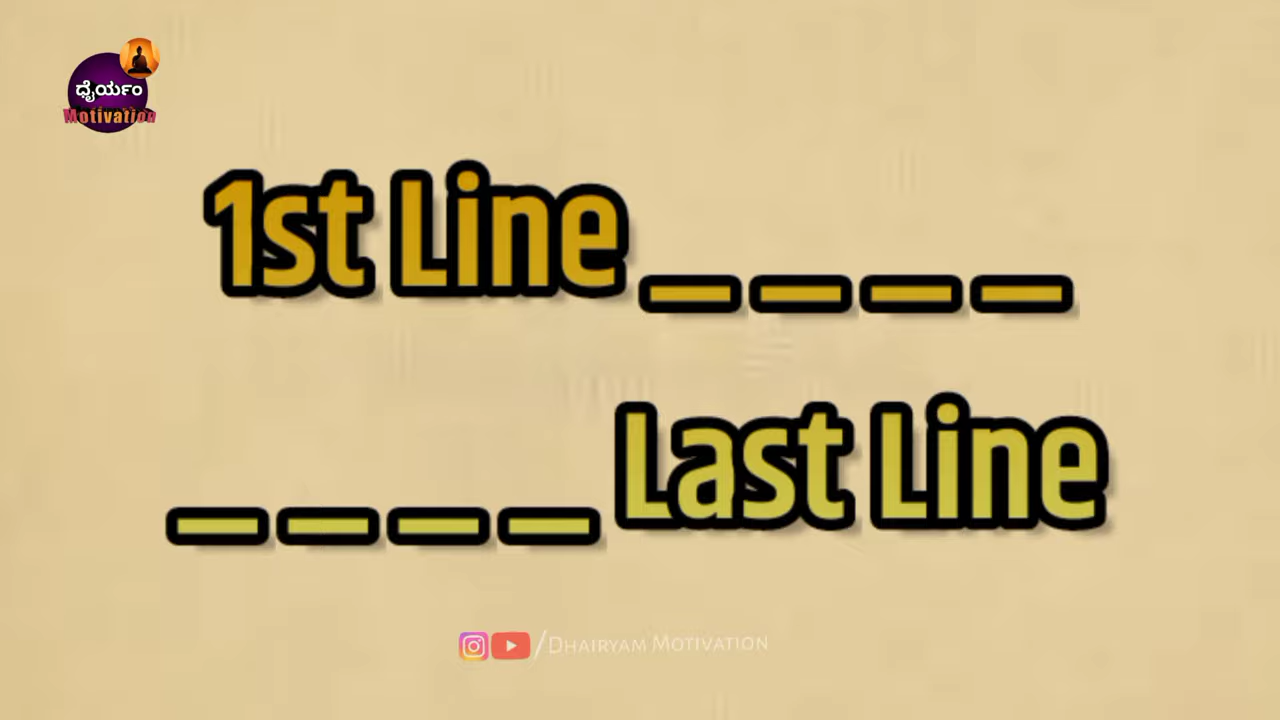 ಧೈರ್ಯಂ
Motivation
1st Line _ _ _ _
_ _ _ _ Last Line
/Dhairyam Motivation